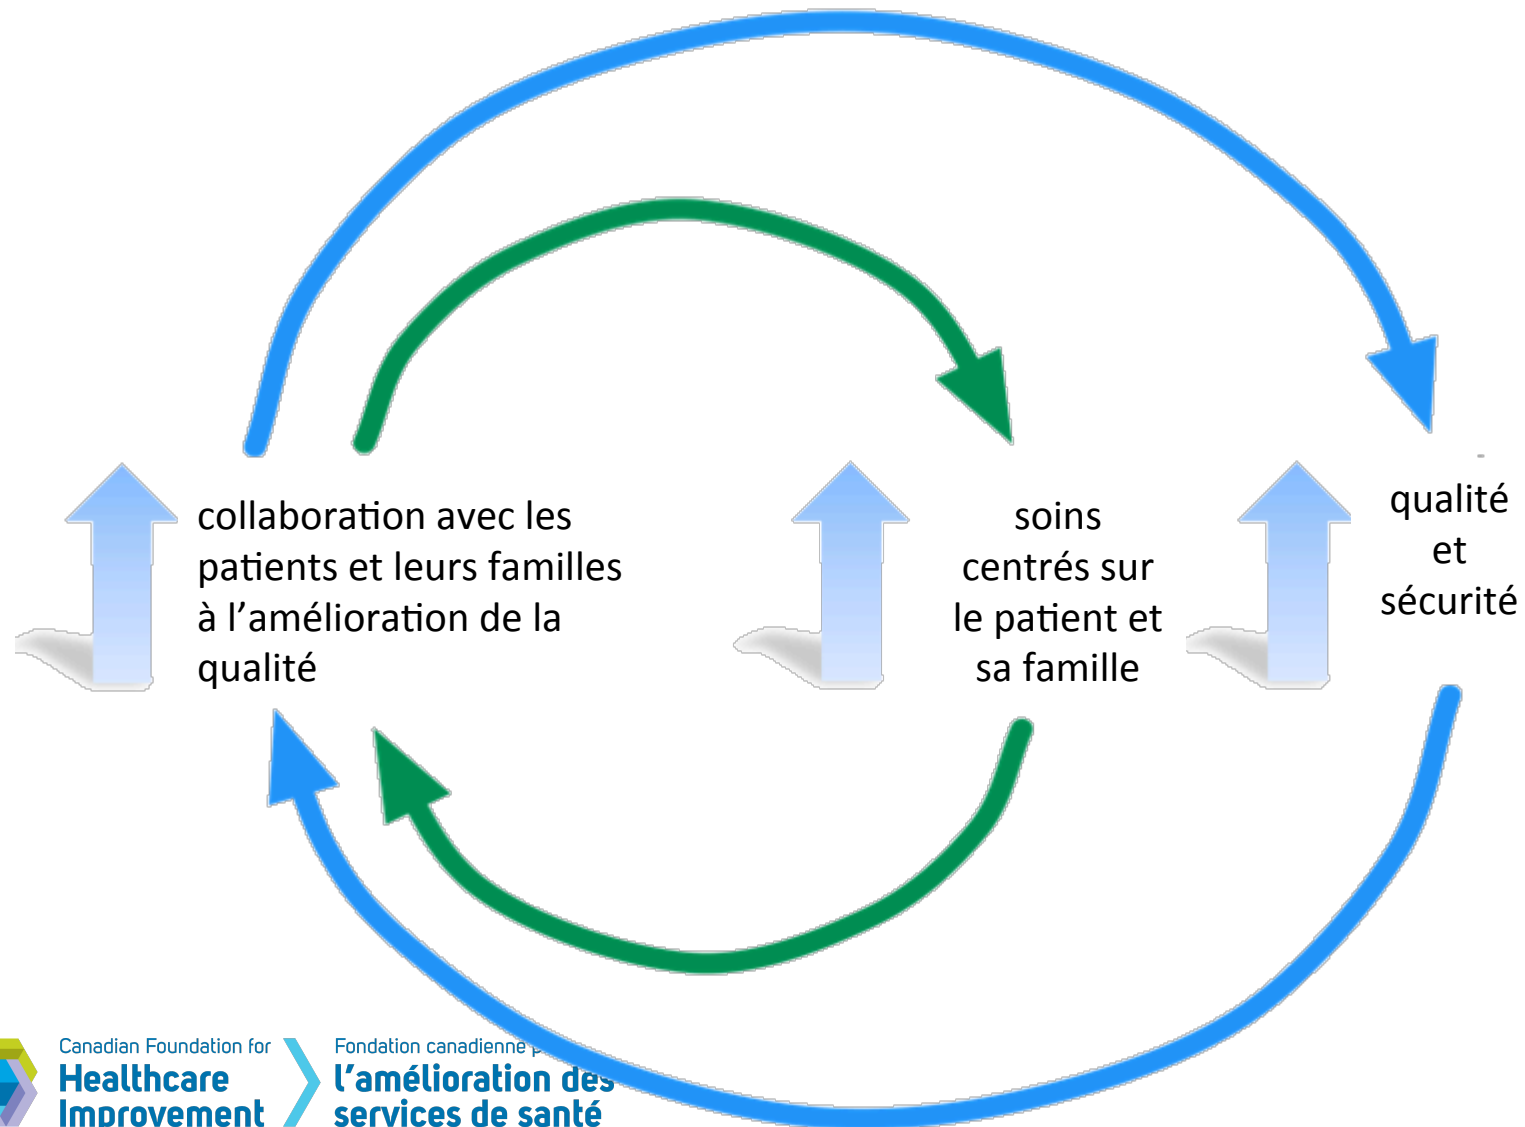 collaboration avec les
patients et leurs familles
à l'amélioration de la
qualité
soins
centrés sur
le patient et
sa famille
qualité
et
sécurité
Canadian Foundation for
Healthcare
Improvement
Fondation canadienne
l'amélioration des
services de santé